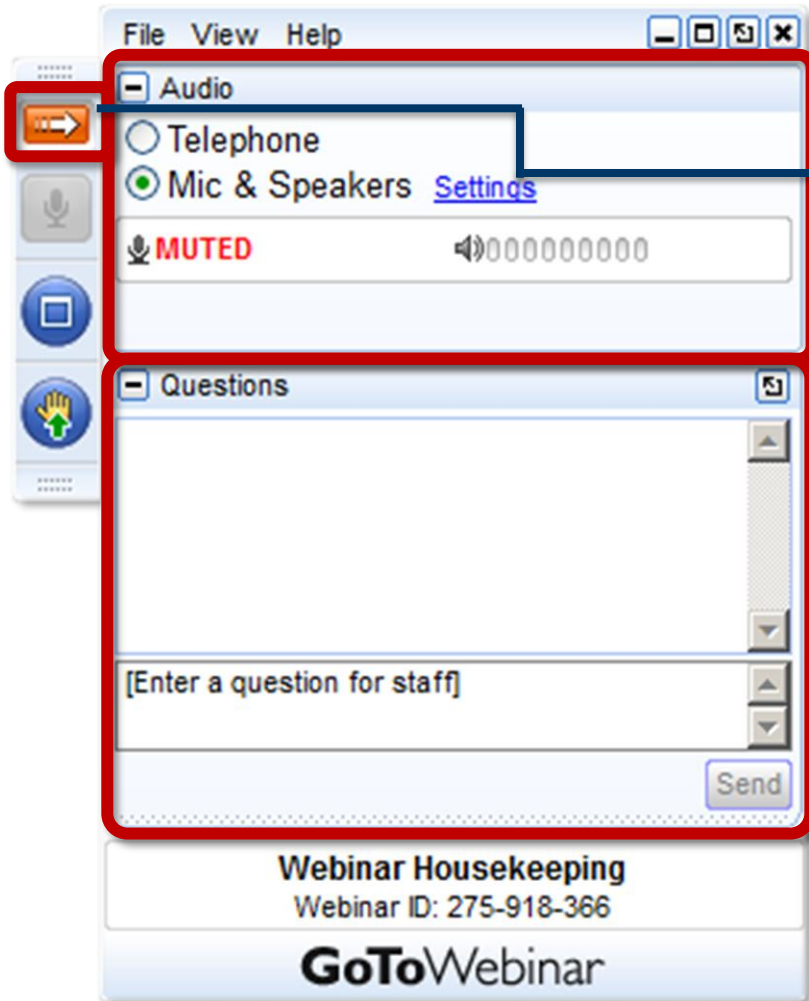 File View Help
Audio
Telephone
Mic & Speakers Settings
MUTED 000000000
Questions
[Enter a question for staff]
Send
Webinar Housekeeping
Webinar ID: 275-918-366
GoToWebinar